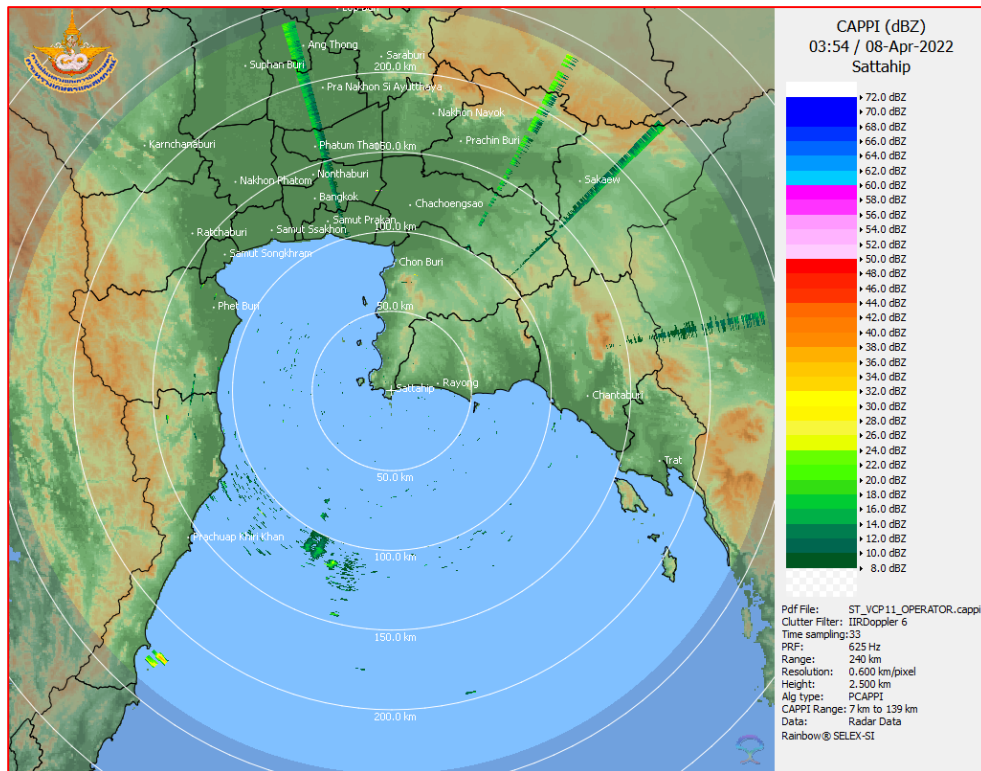 Lop Buri
Ang Thong
Saraburi
Suphan Buri
200.0 km
Pra Nakhon Si Ayutthaya
Nakhon Nayok
Karnchanaburi
Prachin Buri
Phatum Thani
150.0 km
Nonthaburi
Nakhon Phatom
Sakaew
Bangkok
Chachoengsao
Samut Prakan
Ratchaburi
Samut Ssakhon
100.0 km
Samut Songkhram
Chon Buri
Phet Buri
50.0 km
Sattahip
Rayong
Chantaburi
Trat
50.0 km
Prachuap Khiri Khan
100.0 km
150.0 km
200.0 km
CAPPI (dBZ)
03:54 / 08-Apr-2022
Sattahip
72.0 dBZ
70.0 dBZ
68.0 dBZ
66.0 dBZ
64.0 dBZ
62.0 dBZ
60.0 dBZ
58.0 dBZ
56.0 dBZ
54.0 dBZ
52.0 dBZ
50.0 dBZ
48.0 dBZ
46.0 dBZ
44.0 dBZ
42.0 dBZ
40.0 dBZ
38.0 dBZ
36.0 dBZ
34.0 dBZ
32.0 dBZ
30.0 dBZ
28.0 dBZ
26.0 dBZ
24.0 dBZ
22.0 dBZ
20.0 dBZ
18.0 dBZ
16.0 dBZ
14.0 dBZ
12.0 dBZ
10.0 dBZ
8.0 dBZ
Pdf File: ST_VCP11_OPERATOR.cappi
Clutter Filter: IIRDoppler 6
Time sampling:33
PRF: 625 Hz
Range: 240 km
Resolution: 0.600 km/pixel
Height: 2.500 km
Alg type: PCAPPI
CAPPI Range: 7 km to 139 km
Data: Radar Data
Rainbow® SELEX-SI